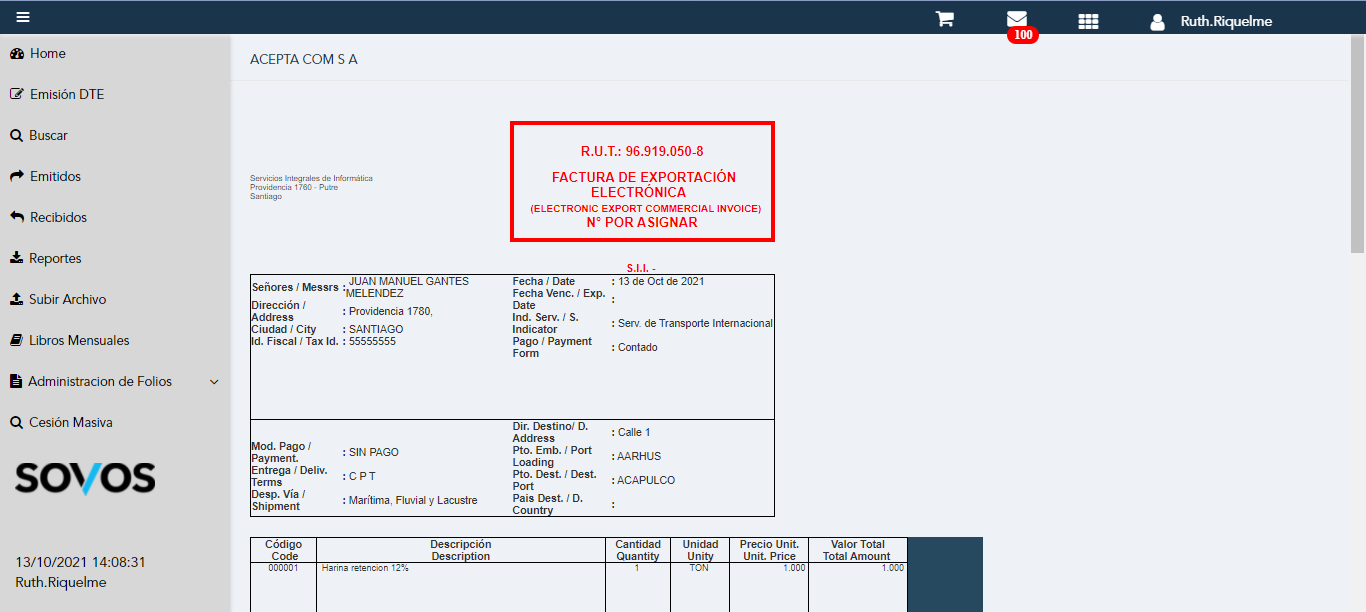 Ruth.Riquelme
100
Home
Emisión DTE
Buscar
Emitidos
Recibidos
Reportes
Subir Archivo
Libros Mensuales
Administracion de Folios
Cesión Masiva
SOVOS
13/10/2021 14:08:31
Ruth.Riquelme
ACEPTA COM S A
Servicios Integrales de Informática
Providencia 1760 - Putre
Santiago
R.U.T.: 96.919.050-8
FACTURA DE EXPORTACIÓN
ELECTRÓNICA
(ELECTRONIC EXPORT COMMERCIAL INVOICE)
N° POR ASIGNAR
S.I.I. -
Señores / Messrs : JUAN MANUEL GANTES
MELENDEZ
Dirección /
Address : Providencia 1780,
Ciudad / City : SANTIAGO
Id. Fiscal / Tax Id. : 55555555
Fecha / Date : 13 de Oct de 2021
Fecha Venc. / Exp.
Date :
Ind. Serv. / S.
Indicator : Serv. de Transporte Internacional
Pago / Payment
Form : Contado
Mod. Pago /
Payment. : SIN PAGO
Entrega / Deliv.
Terms : C P T
Desp. Vía /
Shipment : Marítima, Fluvial y Lacustre
Dir. Destino/ D.
Address : Calle 1
Pto. Emb. / Port
Loading : AARHUS
Pto. Dest. / Dest.
Port : ACAPULCO
Pais Dest. / D.
Country :
Código Descripción Cantidad Unidad Precio Unit. Valor Total
Code Description Quantity Unity Unit. Price Total Amount
000001 Harina retencion 12% 1 TON 1.000 1.000